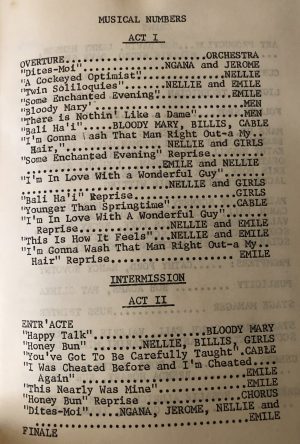 MUSICAL NUMBERS
ACT I
OVERTURE..............................ORCHESTRA
"Dites-Moi"................NGANA and JEROME
"A Cockeyed Optimist"................NELLIE
"Twin Soliloquies".........NELLIE and EMILE
"Some Enchanted Evening"..............EMILE
"Bloody Mary"...........................MEN
"There is Nothin' Like a Dame"..........MEN
"Bali Ha'i"......BLOODY MARY, BILLIS, CABLE
"I'm Gonna Wash That Man Right Out-a My.
Hair,"..................NELLIE and GIRLS
"Some Enchanted Evening" Reprise.........
.......................EMILE and NELLIE
"I'm In Love With a Wonderful Guy".......
........................NELLIE and GIRLS
"Bali Ha'i" Reprise...................GIRLS
"Younger Than Springtime".............CABLE
"I'm In Love With A Wonderful Guy".......
Reprise.................NELLIE and EMILE
"This Is How It Feels".....NELLIE and EMILE
"I'm Gonna Wash That Man Right Out-a My..
Hair" Reprise......................EMILE
INTERMISSION
ACT II
ENTR'ACTE
"Happy Talk"....................BLOODY MARY
"Honey Bun"...........NELLIE, BILLIS, GIRLS
"You've Got To Be Carefully Taught".CABLE
"I Was Cheated Before and I'm Cheated....
Again".............................EMILE
"This Nearly Was Mine"................EMILE
"Honey Bun" Reprise..................CHORUS
"Dites-Moi".....NGANA, JEROME, NELLIE and
...................................EMILE
FINALE